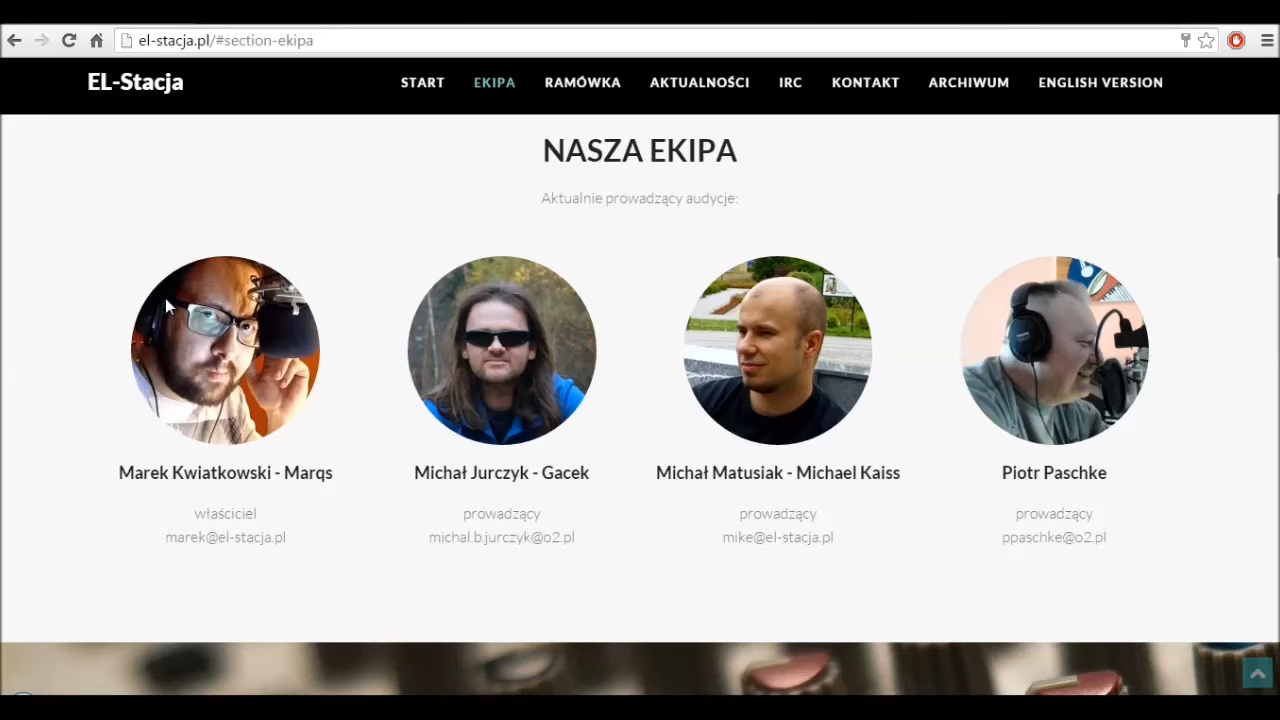 el-stacja.pl/#section-ekipa
EL-Stacja
START EKIPA RAMÓWKA AKTUALNOŚCI IRC KONTAKT ARCHIWUM ENGLISH VERSION
NASZA EKIPA
Aktualnie prowadzący audycje:
Marek Kwiatkowski - Marqs
właściciel
marek@el-stacja.pl
Michał Jurczyk - Gacek
prowadzący
michal.b.jurczyk@o2.pl
Michał Matusiak - Michael Kaiss
prowadzący
mike@el-stacja.pl
Piotr Paschke
prowadzący
ppaschke@o2.pl